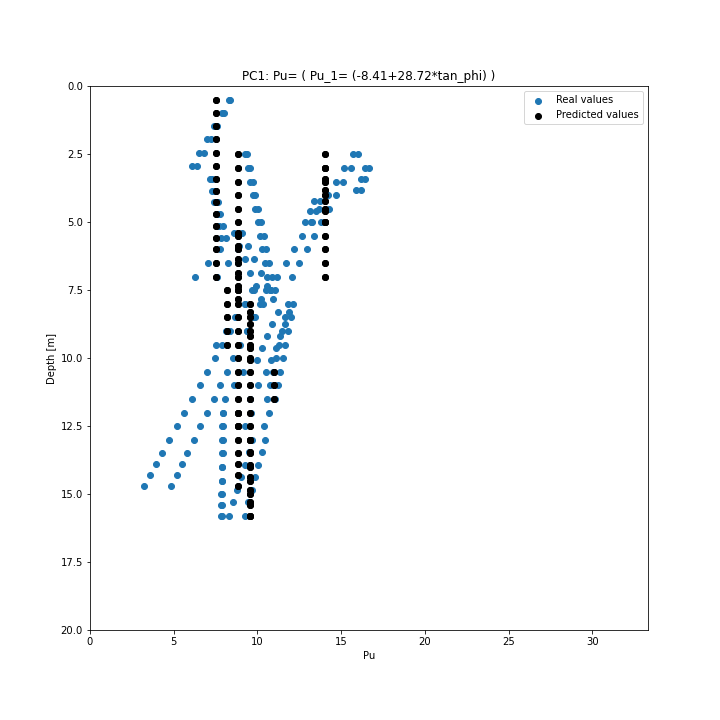 PC1: Pu= ( Pu_1= (-8.41+28.72*tan_phi) )
Real values
Predicted values
0.0
2.5
5.0
7.5
10.0
12.5
15.0
17.5
20.0
Depth [m]
0 5 10 15 20 25 30
Pu